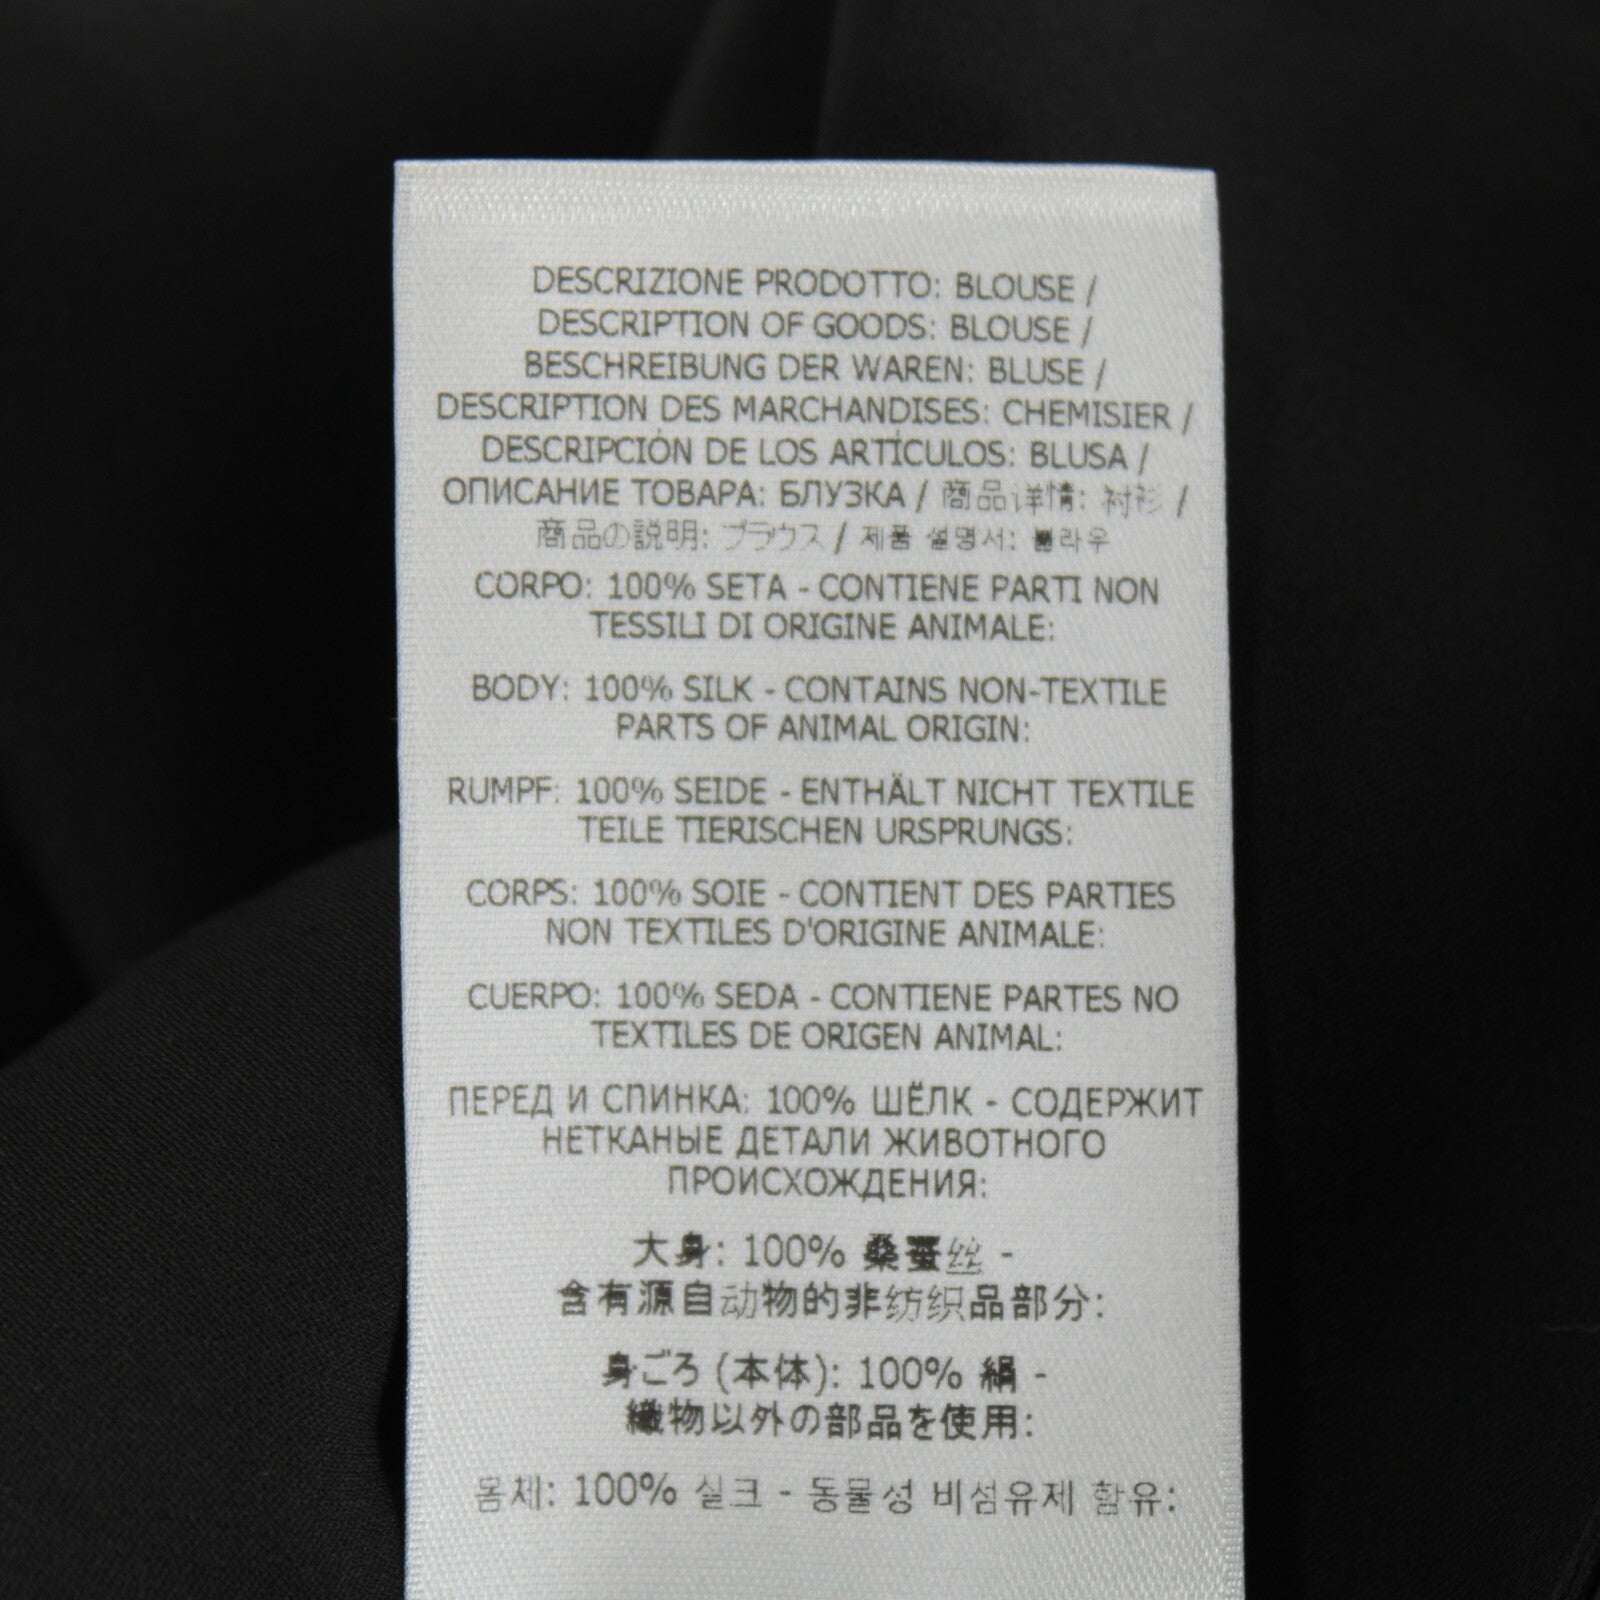 DESCRIZIONE PRODOTTO: BLOUSE /
DESCRIPTION OF GOODS: BLOUSE /
BESCHREIBUNG DER WAREN: BLUSE /
DESCRIPTION DES MARCHANDISES: CHEMISIER /
DESCRIPCIÓN DE LOS ARTÍCULOS: BLUSA /
ОПИСАНИЕ ТОВАРА: БЛУЗКА / 商品详情: 衬衫 /
商品の説明: ブラウス / 제품 설명서: 블라우
CORPO: 100% SETA - CONTIENE PARTI NON
TESSILI DI ORIGINE ANIMALE:
BODY: 100% SILK - CONTAINS NON-TEXTILE
PARTS OF ANIMAL ORIGIN:
RUMPF: 100% SEIDE - ENTHÄLT NICHT TEXTILE
TEILE TIERISCHEN URSPRUNGS:
CORPS: 100% SOIE - CONTIENT DES PARTIES
NON TEXTILES D'ORIGINE ANIMALE:
CUERPO: 100% SEDA - CONTIENE PARTES NO
TEXTILES DE ORIGEN ANIMAL:
ПЕРЕД И СПИНКА: 100% ШЁЛК - СОДЕРЖИТ
НЕТКАНЫЕ ДЕТАЛИ ЖИВОТНОГО
ПРОИСХОЖДЕНИЯ:
大身: 100% 桑蚕丝 -
含有源自动物的非纺织品部分:
身ごろ (本体): 100% 絹 -
織物以外の部品を使用:
몸체: 100% 실크 - 동물성 비섬유제 함유: